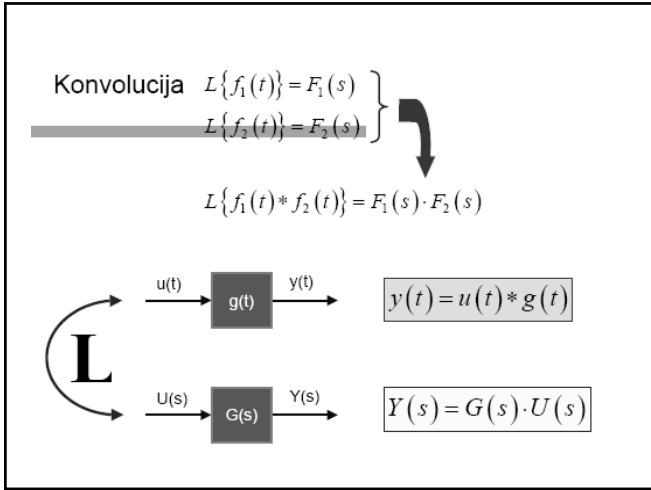 Konvolucija L{f₁(t)} = F₁(s)
L{f₂(t)} = F₂(s)
L{f₁(t) * f₂(t)} = F₁(s) · F₂(s)
u(t) g(t) y(t) y(t) = u(t) * g(t)
L
U(s) G(s) Y(s) Y(s) = G(s) · U(s)